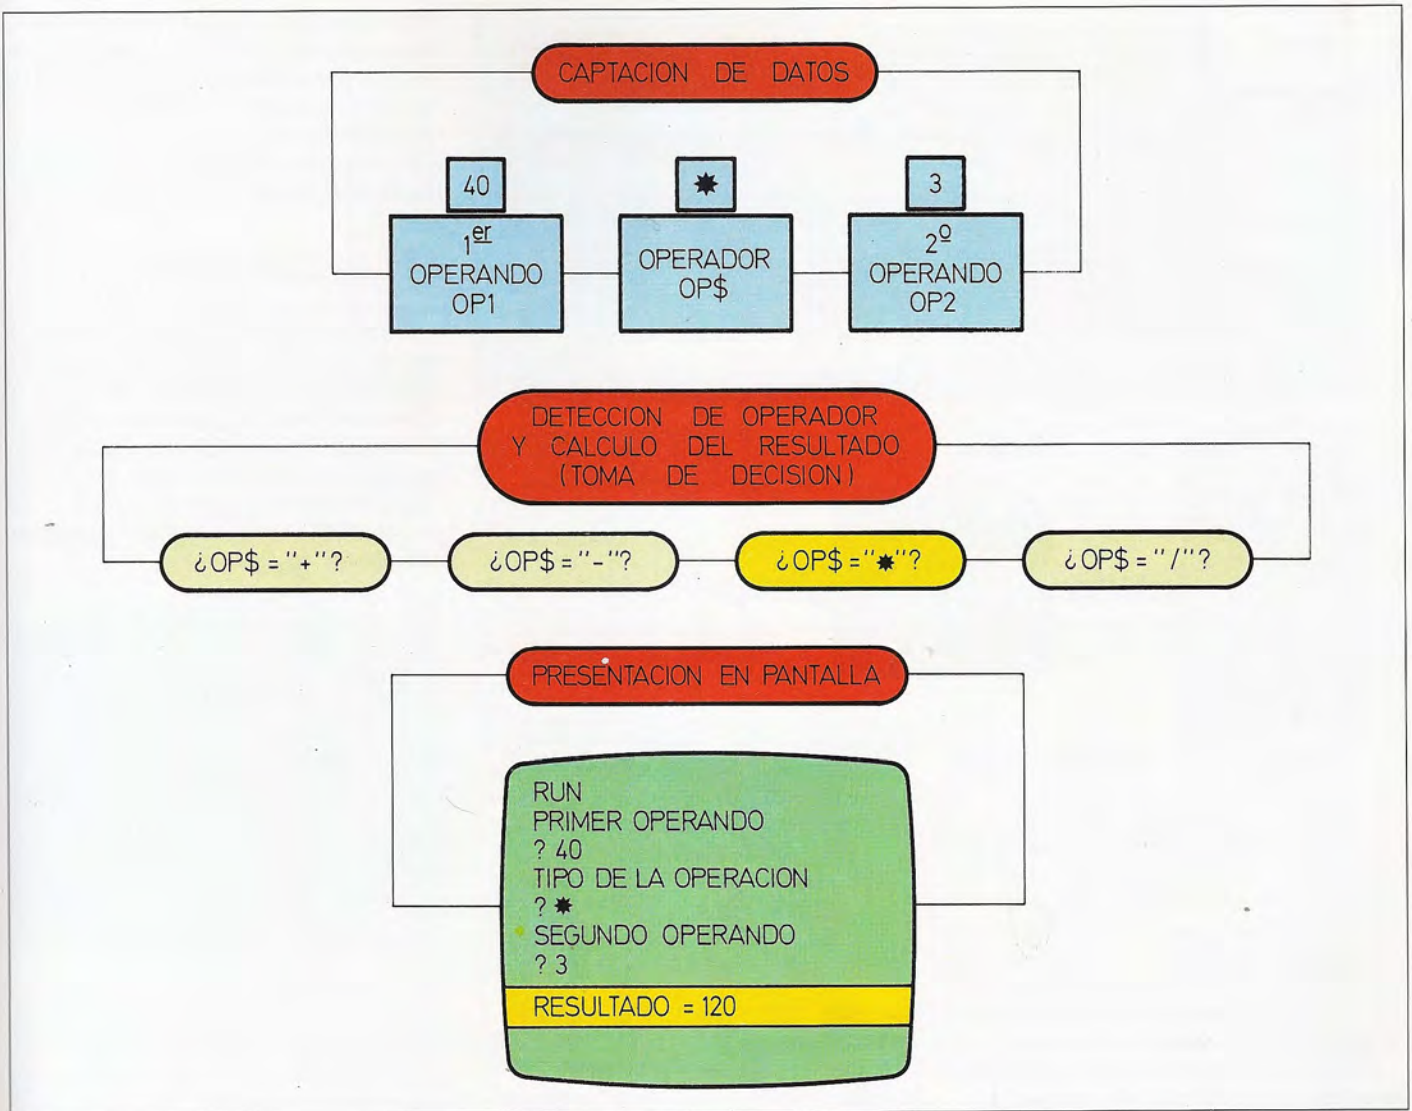 CAPTACION DE DATOS
40
✷
3
1er
OPERANDO
OP1
OPERADOR
OP$
2º
OPERANDO
OP2
DETECCION DE OPERADOR
Y CALCULO DEL RESULTADO
(TOMA DE DECISION)
¿OP$ = "+"?
¿OP$ = "-"?
¿OP$ = "✷"?
¿OP$ = "/"?
PRESENTACION EN PANTALLA
RUN
PRIMER OPERANDO
? 40
TIPO DE LA OPERACION
? ✷
SEGUNDO OPERANDO
? 3
RESULTADO = 120